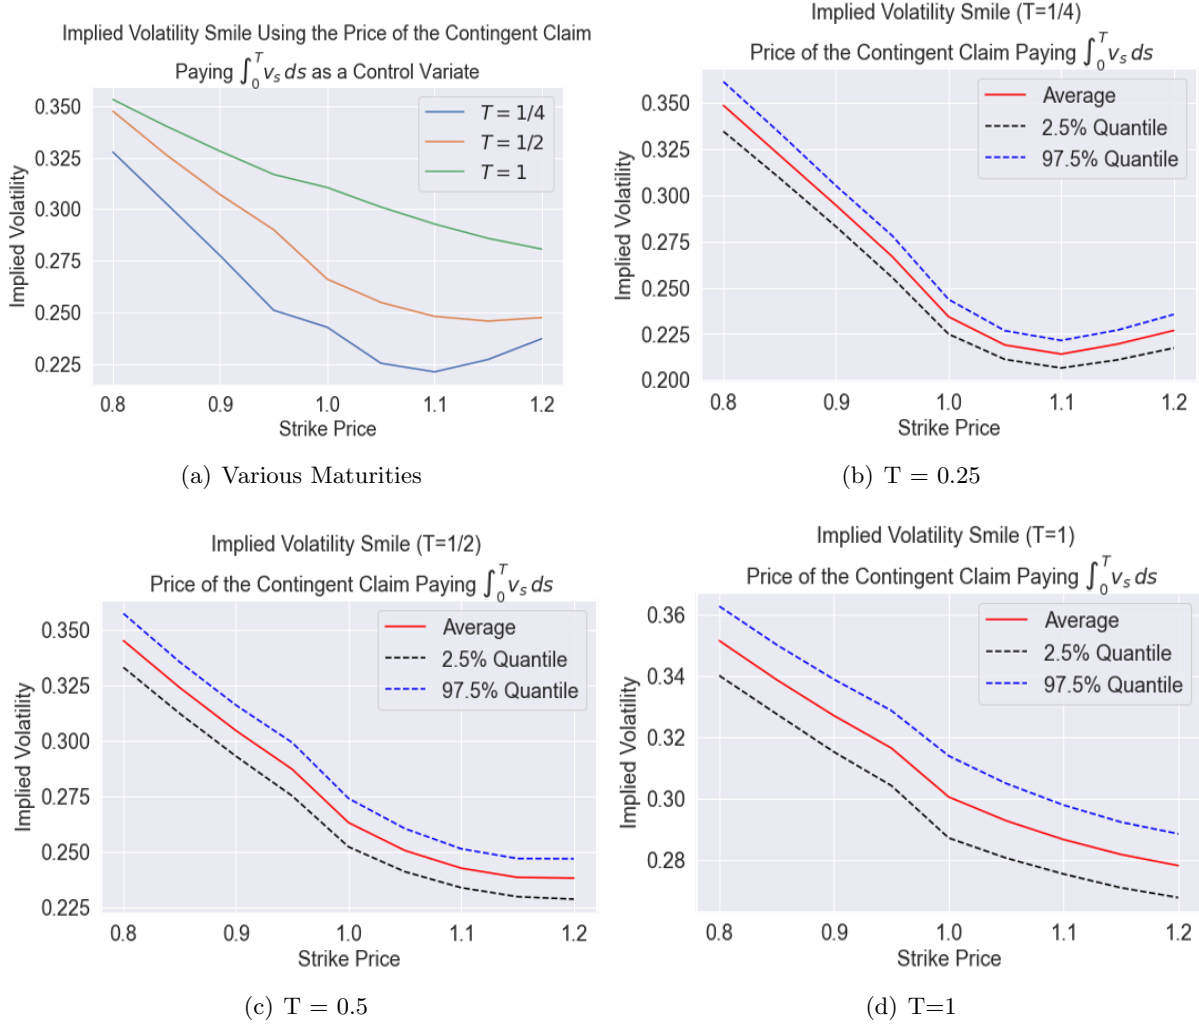 Implied Volatility Smile Using the Price of the Contingent Claim
Paying ∫₀ᵀ vₛ ds as a Control Variate
Implied Volatility
0.350
0.325
0.300
0.275
0.250
0.225
T = 1/4
T = 1/2
T = 1
0.8 0.9 1.0 1.1 1.2
Strike Price
(a) Various Maturities
Implied Volatility Smile (T=1/4)
Price of the Contingent Claim Paying ∫₀ᵀ vₛ ds
Implied Volatility
0.350
0.325
0.300
0.275
0.250
0.225
0.200
Average
2.5% Quantile
97.5% Quantile
0.8 0.9 1.0 1.1 1.2
Strike Price
(b) T = 0.25
Implied Volatility Smile (T=1/2)
Price of the Contingent Claim Paying ∫₀ᵀ vₛ ds
Implied Volatility
0.350
0.325
0.300
0.275
0.250
0.225
Average
2.5% Quantile
97.5% Quantile
0.8 0.9 1.0 1.1 1.2
Strike Price
(c) T = 0.5
Implied Volatility Smile (T=1)
Price of the Contingent Claim Paying ∫₀ᵀ vₛ ds
Implied Volatility
0.36
0.34
0.32
0.30
0.28
Average
2.5% Quantile
97.5% Quantile
0.8 0.9 1.0 1.1 1.2
Strike Price
(d) T=1